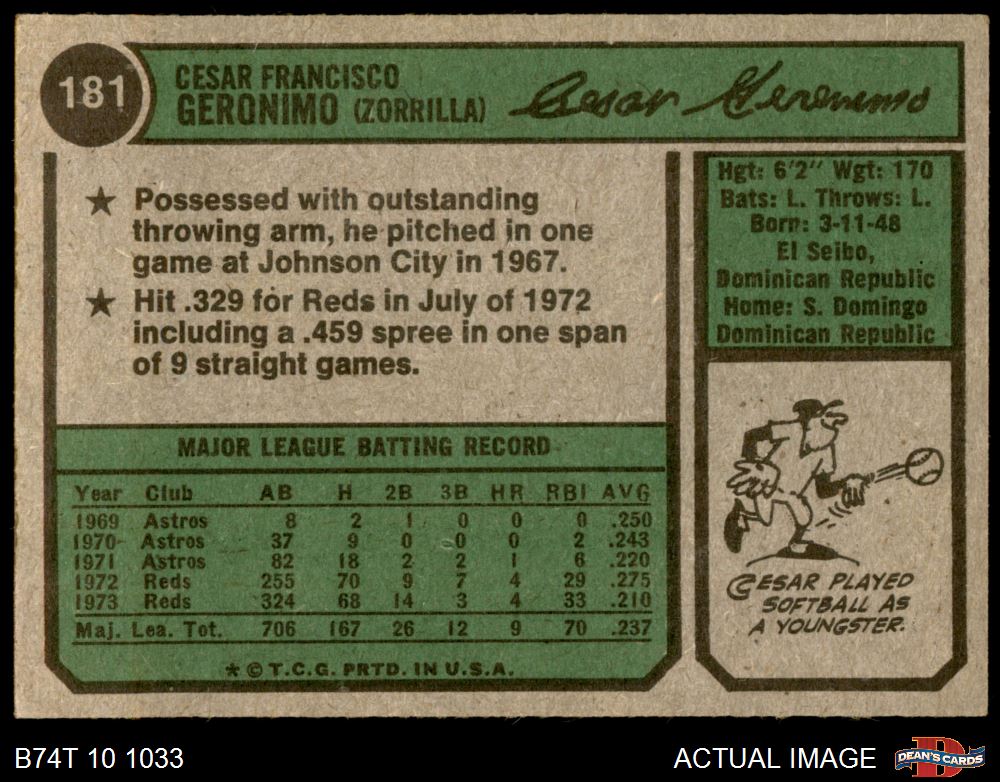 181
CESAR FRANCISCO
GERONIMO (ZORRILLA)
Cesar Geronimo
★ Possessed with outstanding
throwing arm, he pitched in one
game at Johnson City in 1967.
★ Hit .329 for Reds in July of 1972
including a .459 spree in one span
of 9 straight games.
Hgt: 6'2" Wgt: 170
Bats: L. Throws: L.
Born: 3-11-48
El Seibo,
Dominican Republic
Home: S. Domingo
Dominican Republic
MAJOR LEAGUE BATTING RECORD
Year Club AB H 2B 3B HR RBI AVG
1969 Astros 8 2 1 0 0 0 .250
1970 Astros 37 9 0 0 0 2 .243
1971 Astros 82 18 2 2 1 6 .220
1972 Reds 255 70 9 7 4 29 .275
1973 Reds 324 68 14 3 4 33 .210
Maj. Lea. Tot. 706 167 26 12 9 70 .237
* © T.C.G. PRTD. IN U.S.A.
CESAR PLAYED
SOFTBALL AS
A YOUNGSTER.
B74T 10 1033
ACTUAL IMAGE
D
DEAN'S CARDS